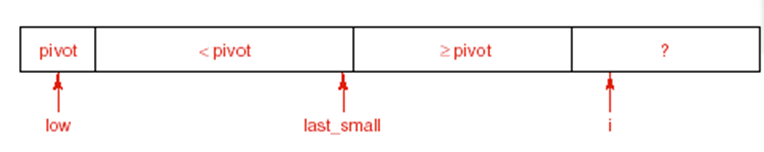 pivot < pivot ≥ pivot ?
low last_small i